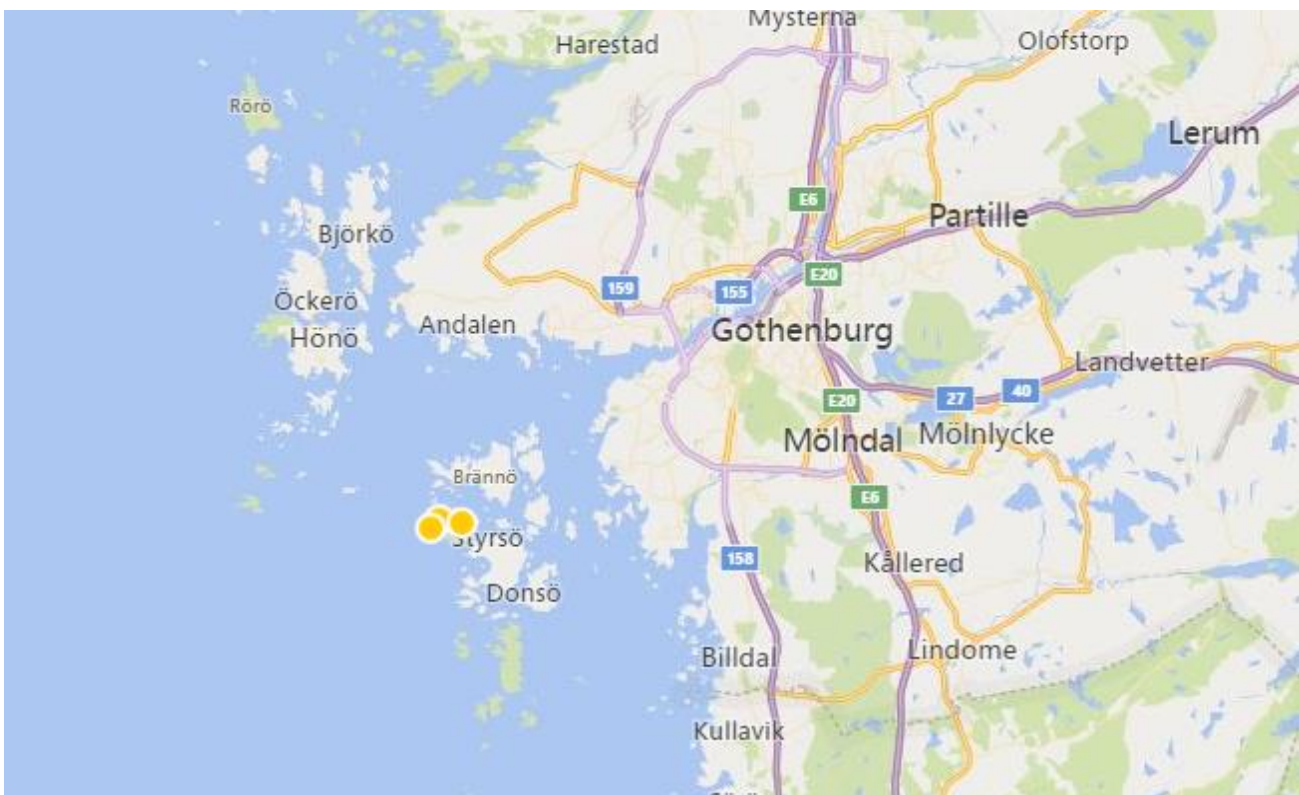 Mysterna
Harestad
Olofstorp
Rörö
Lerum
E6
Partille
Björkö
E20
159
155
Öckerö
Andalen
Gothenburg
Hönö
Landvetter
E20
27
40
Mölndal
Mölnlycke
Brännö
E6
Styrsö
158
Kållered
Donsö
Billdal
Lindome
Kullavik